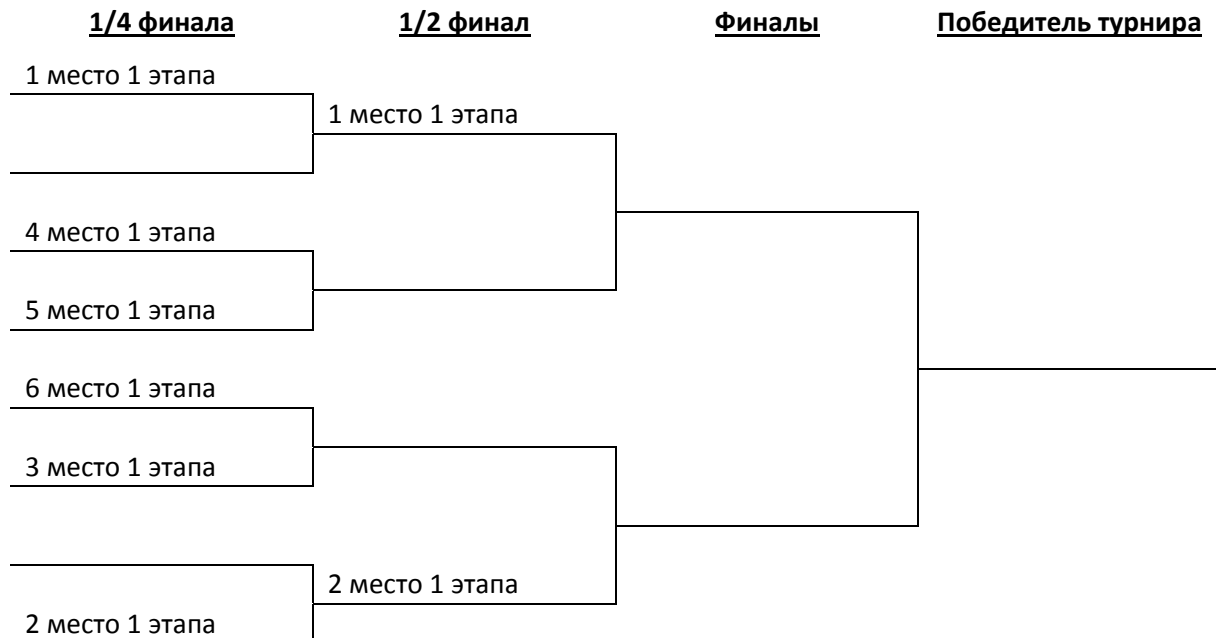 1/4 финала 1/2 финал Финалы Победитель турнира
1 место 1 этапа
1 место 1 этапа
4 место 1 этапа
5 место 1 этапа
6 место 1 этапа
3 место 1 этапа
2 место 1 этапа
2 место 1 этапа